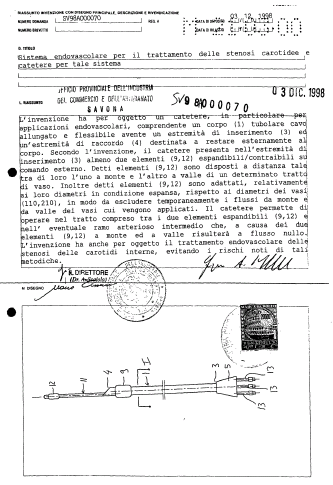 RIASSUNTO INVENZIONE CON DISEGNO PRINCIPALE, DESCRIZIONE E RIVENDICAZIONE
NUMERO DOMANDA SV98A000070 REG. A DATA DI DEPOSITO 03 12 1998
NUMERO BREVETTO DATA DI RILASCIO
D. TITOLO
Sistema endovascolare per il trattamento delle stenosi carotidee e
catetere per tale sistema
UFFICIO PROVINCIALE DELL'INDUSTRIA
DEL COMMERCIO E DELL'ARTIGIANATO
SAVONA
SV98A000070
03 DIC. 1998
L. RIASSUNTO
L'invenzione ha per oggetto un catetere, in particolare per
applicazioni endovascolari, comprendente un corpo (1) tubolare cavo
allungato e flessibile avente un estremità di inserimento (3) ed
un'estremità di raccordo (4) destinata a restare esternamente al
corpo. Secondo l'invenzione, il catetere presenta nell'estremità di
inserimento (3) almeno due elementi (9,12) espandibili/contraibili su
comando esterno. Detti elementi (9,12) sono disposti a distanza tale
tra di loro l'uno a monte e l'altro a valle di un determinato tratto
di vaso. Inoltre detti elementi (9,12) sono adattati, relativamente
ai loro diametri in condizione espansa, rispetto ai diametri dei vasi
(110,210), in modo da escludere temporaneamente i flussi da monte e
da valle dei vasi cui vengono applicati. Il catetere permette di
operare nel tratto compreso tra i due elementi espandibili (9,12) e
nell' eventuale ramo arterioso intermedio che, a causa dei due
elementi (9,12) a monte ed a valle risulterà a flusso nullo.
L'invenzione ha anche per oggetto il trattamento endovascolare delle
stenosi delle carotidi interne, evitando i rischi noti di tali
metodiche.
IL DIRETTORE
M. DISEGNO
12
11
4
9
1
3
5
13
13
13